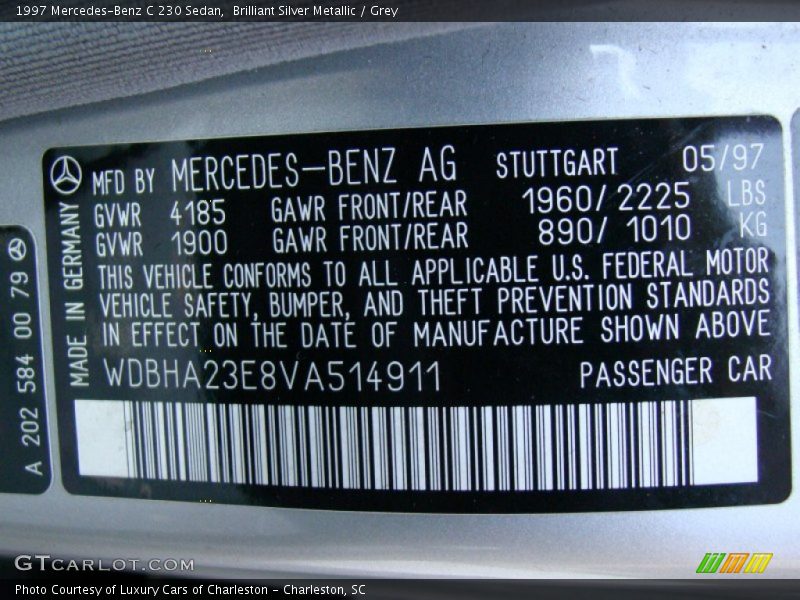 1997 Mercedes-Benz C 230 Sedan,  Brilliant Silver Metallic / Grey
MFD BY MERCEDES-BENZ AG STUTTGART 05/97
GVWR 4185 GAWR FRONT/REAR 1960/ 2225 LBS
GVWR 1900 GAWR FRONT/REAR 890/ 1010 KG
THIS VEHICLE CONFORMS TO ALL APPLICABLE U.S. FEDERAL MOTOR
VEHICLE SAFETY, BUMPER, AND THEFT PREVENTION STANDARDS
IN EFFECT ON THE DATE OF MANUFACTURE SHOWN ABOVE
WDBHA23E8VA514911 PASSENGER CAR
MADE IN GERMANY
A 202 584 00 79
GTCARLOT.COM
Photo Courtesy of Luxury Cars of Charleston - Charleston, SC